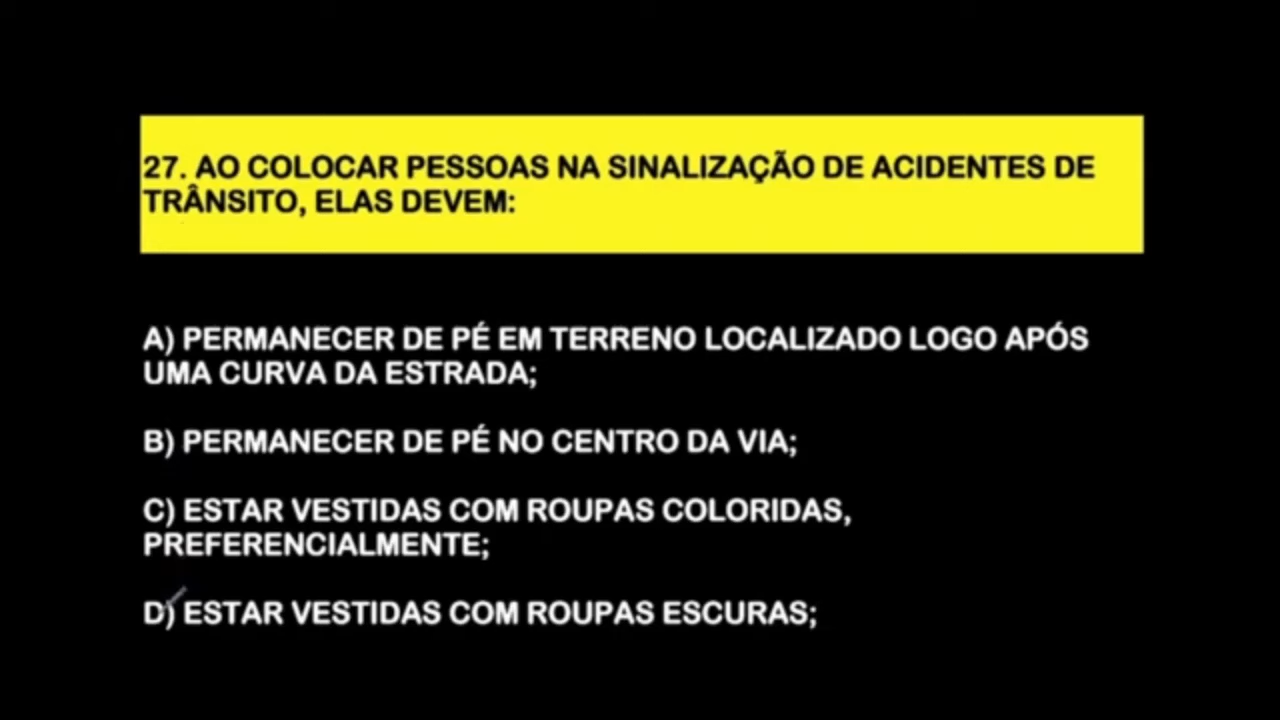 27. AO COLOCAR PESSOAS NA SINALIZAÇÃO DE ACIDENTES DE
TRÂNSITO, ELAS DEVEM:
A) PERMANECER DE PÉ EM TERRENO LOCALIZADO LOGO APÓS
UMA CURVA DA ESTRADA;
B) PERMANECER DE PÉ NO CENTRO DA VIA;
C) ESTAR VESTIDAS COM ROUPAS COLORIDAS,
PREFERENCIALMENTE;
D) ESTAR VESTIDAS COM ROUPAS ESCURAS;